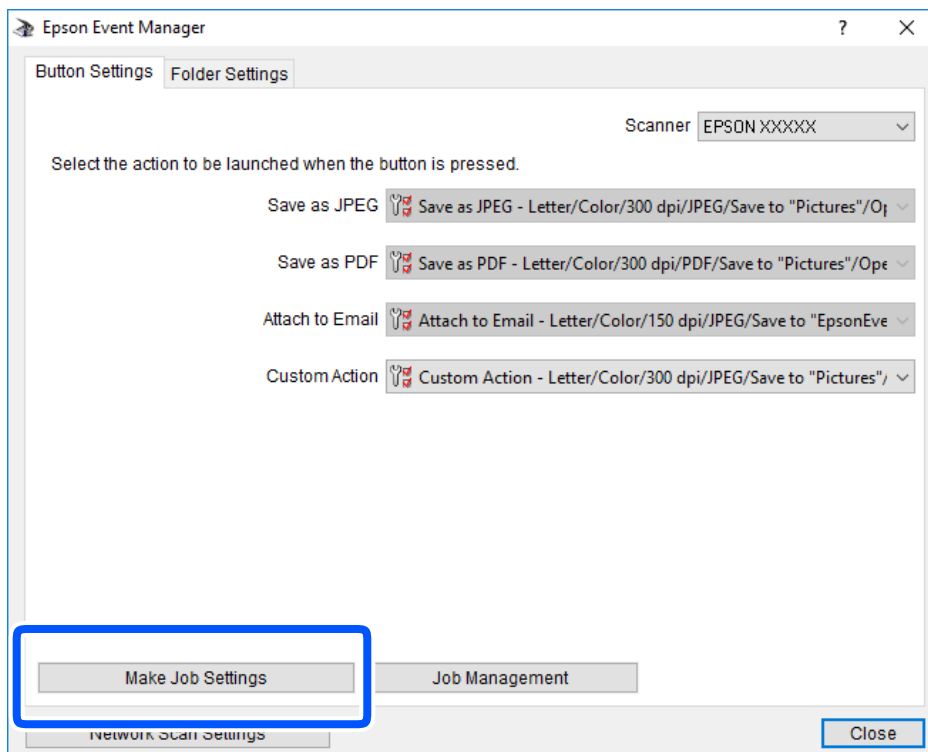 Epson Event Manager
Button Settings Folder Settings
Scanner EPSON XXXXX
Select the action to be launched when the button is pressed.
Save as JPEG Save as JPEG - Letter/Color/300 dpi/JPEG/Save to "Pictures"/Op
Save as PDF Save as PDF - Letter/Color/300 dpi/PDF/Save to "Pictures"/Ope
Attach to Email Attach to Email - Letter/Color/150 dpi/JPEG/Save to "EpsonEve
Custom Action Custom Action - Letter/Color/300 dpi/JPEG/Save to "Pictures"/
Make Job Settings Job Management
Network Scan Settings Close